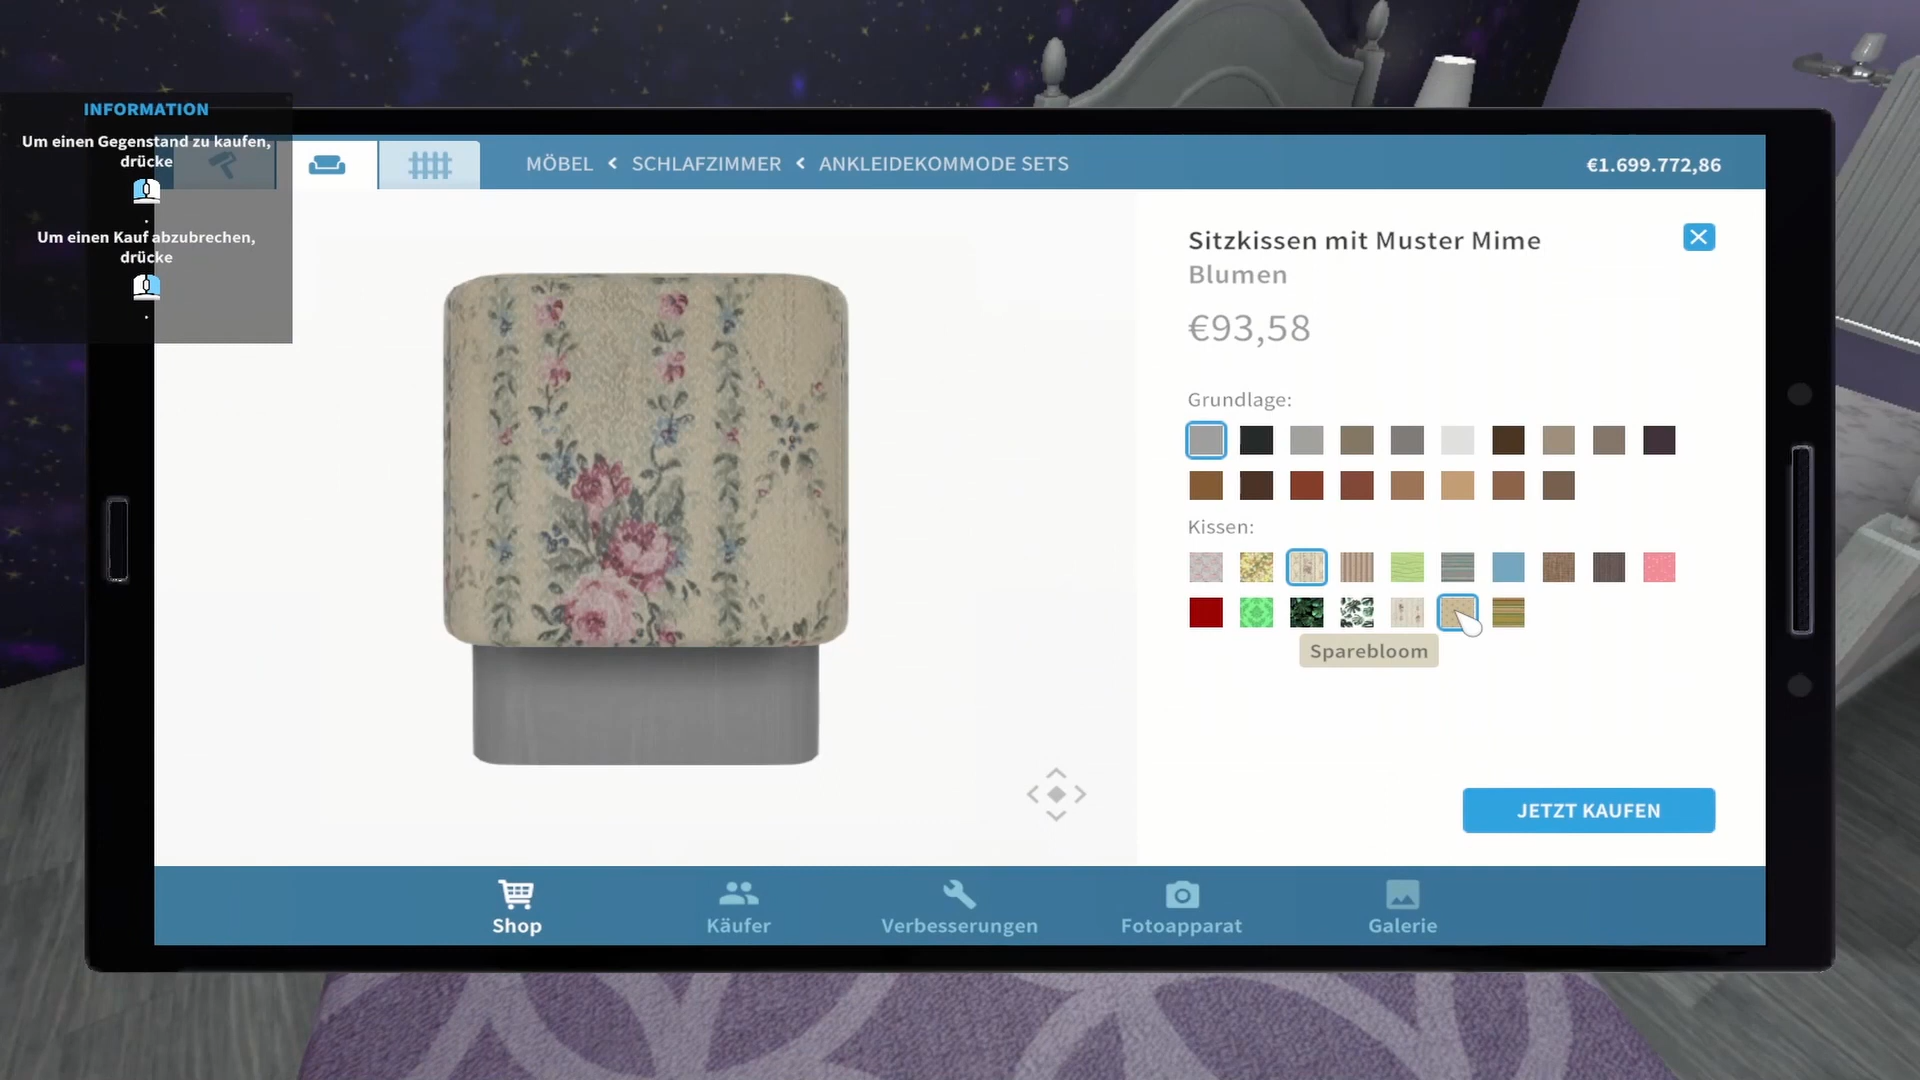 INFORMATION
Um einen Gegenstand zu kaufen,
drücke
.
Um einen Kauf abzubrechen,
drücke
.
MÖBEL < SCHLAFZIMMER < ANKLEIDEKOMMODE SETS
€1.699.772,86
Sitzkissen mit Muster Mime
Blumen
€93,58
Grundlage:
Kissen:
Sparebloom
JETZT KAUFEN
Shop
Käufer
Verbesserungen
Fotoapparat
Galerie